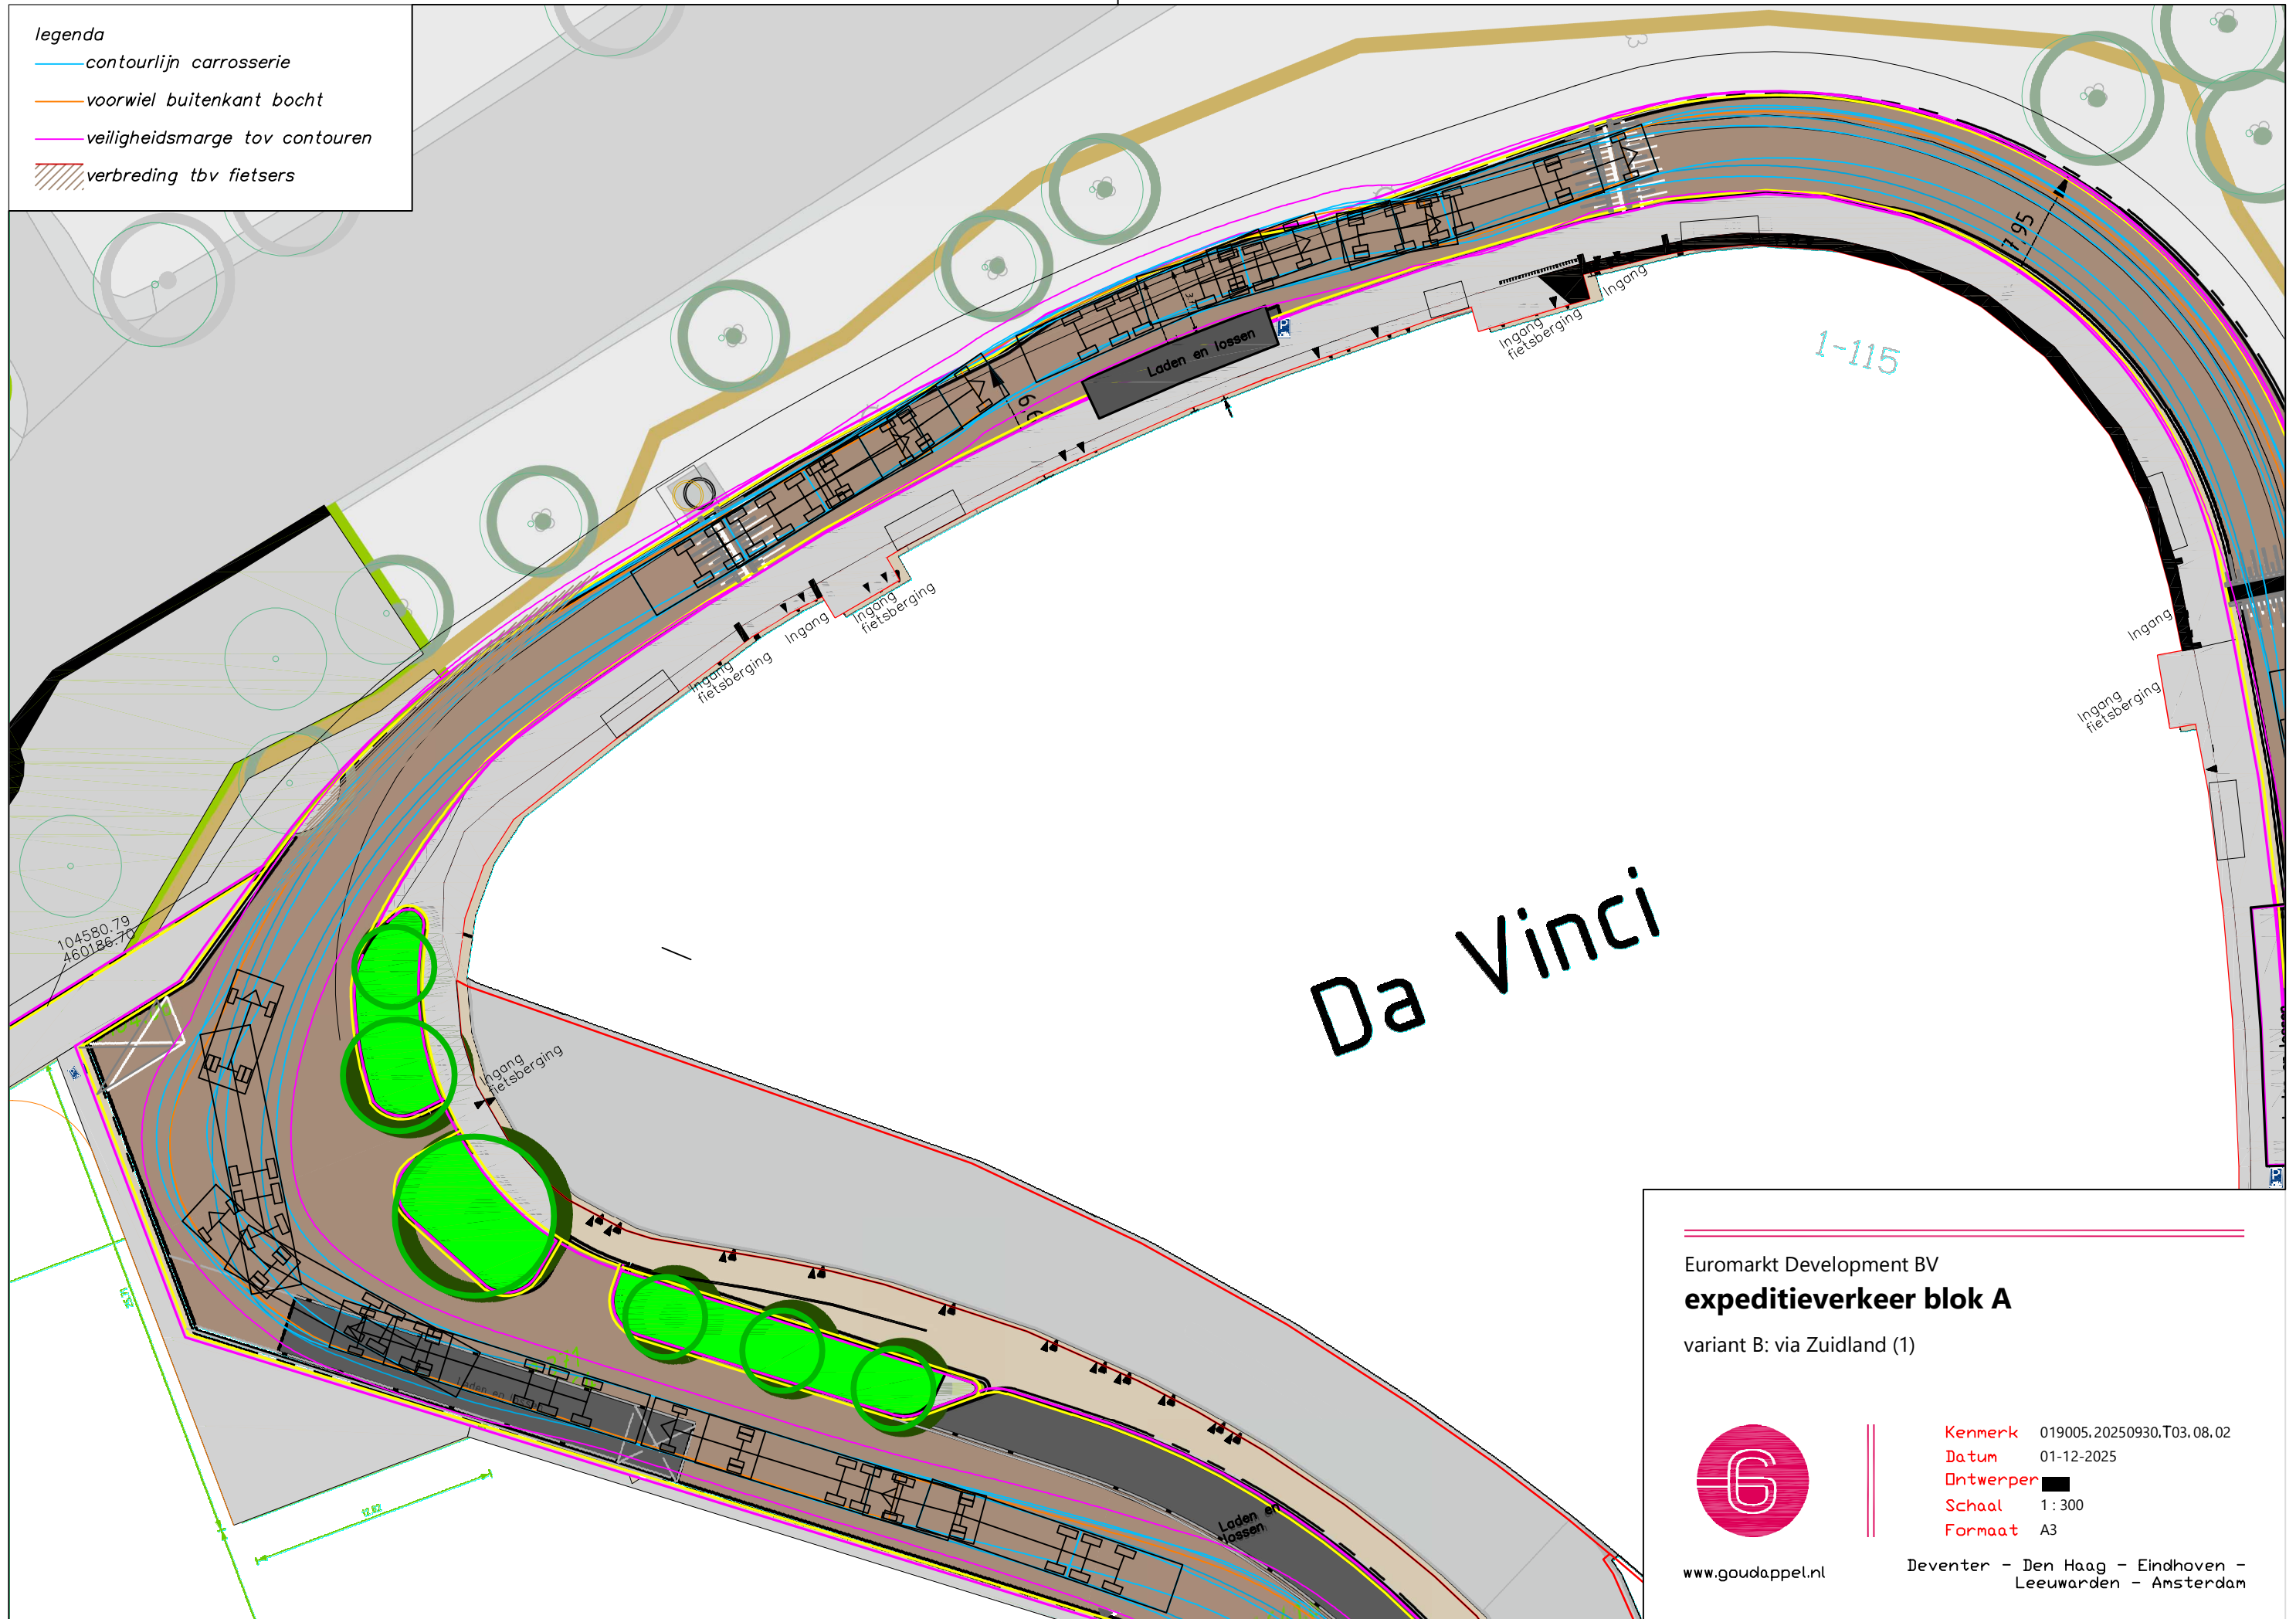 legenda
contourlijn carrosserie
voorwiel buitenkant bocht
veiligheidsmarge tov contouren
verbreding tbv fietsers
7.95
1-115
Laden en lossen
P
Ingang
Ingang
fietsberging
Ingang
fietsberging
Ingang
Ingang
fietsberging
Ingang
Ingang
fietsberging
104580.79
460186.70
Ingang
fietsberging
Da Vinci
12.02
Laden en
lossen
P
Euromarkt Development BV
expeditieverkeer blok A
variant B: via Zuidland (1)
Kenmerk 019005.20250930.T03.08.02
Datum 01-12-2025
Ontwerper
Schaal 1 : 300
Formaat A3
www.goudappel.nl
Deventer - Den Haag - Eindhoven -
Leeuwarden - Amsterdam